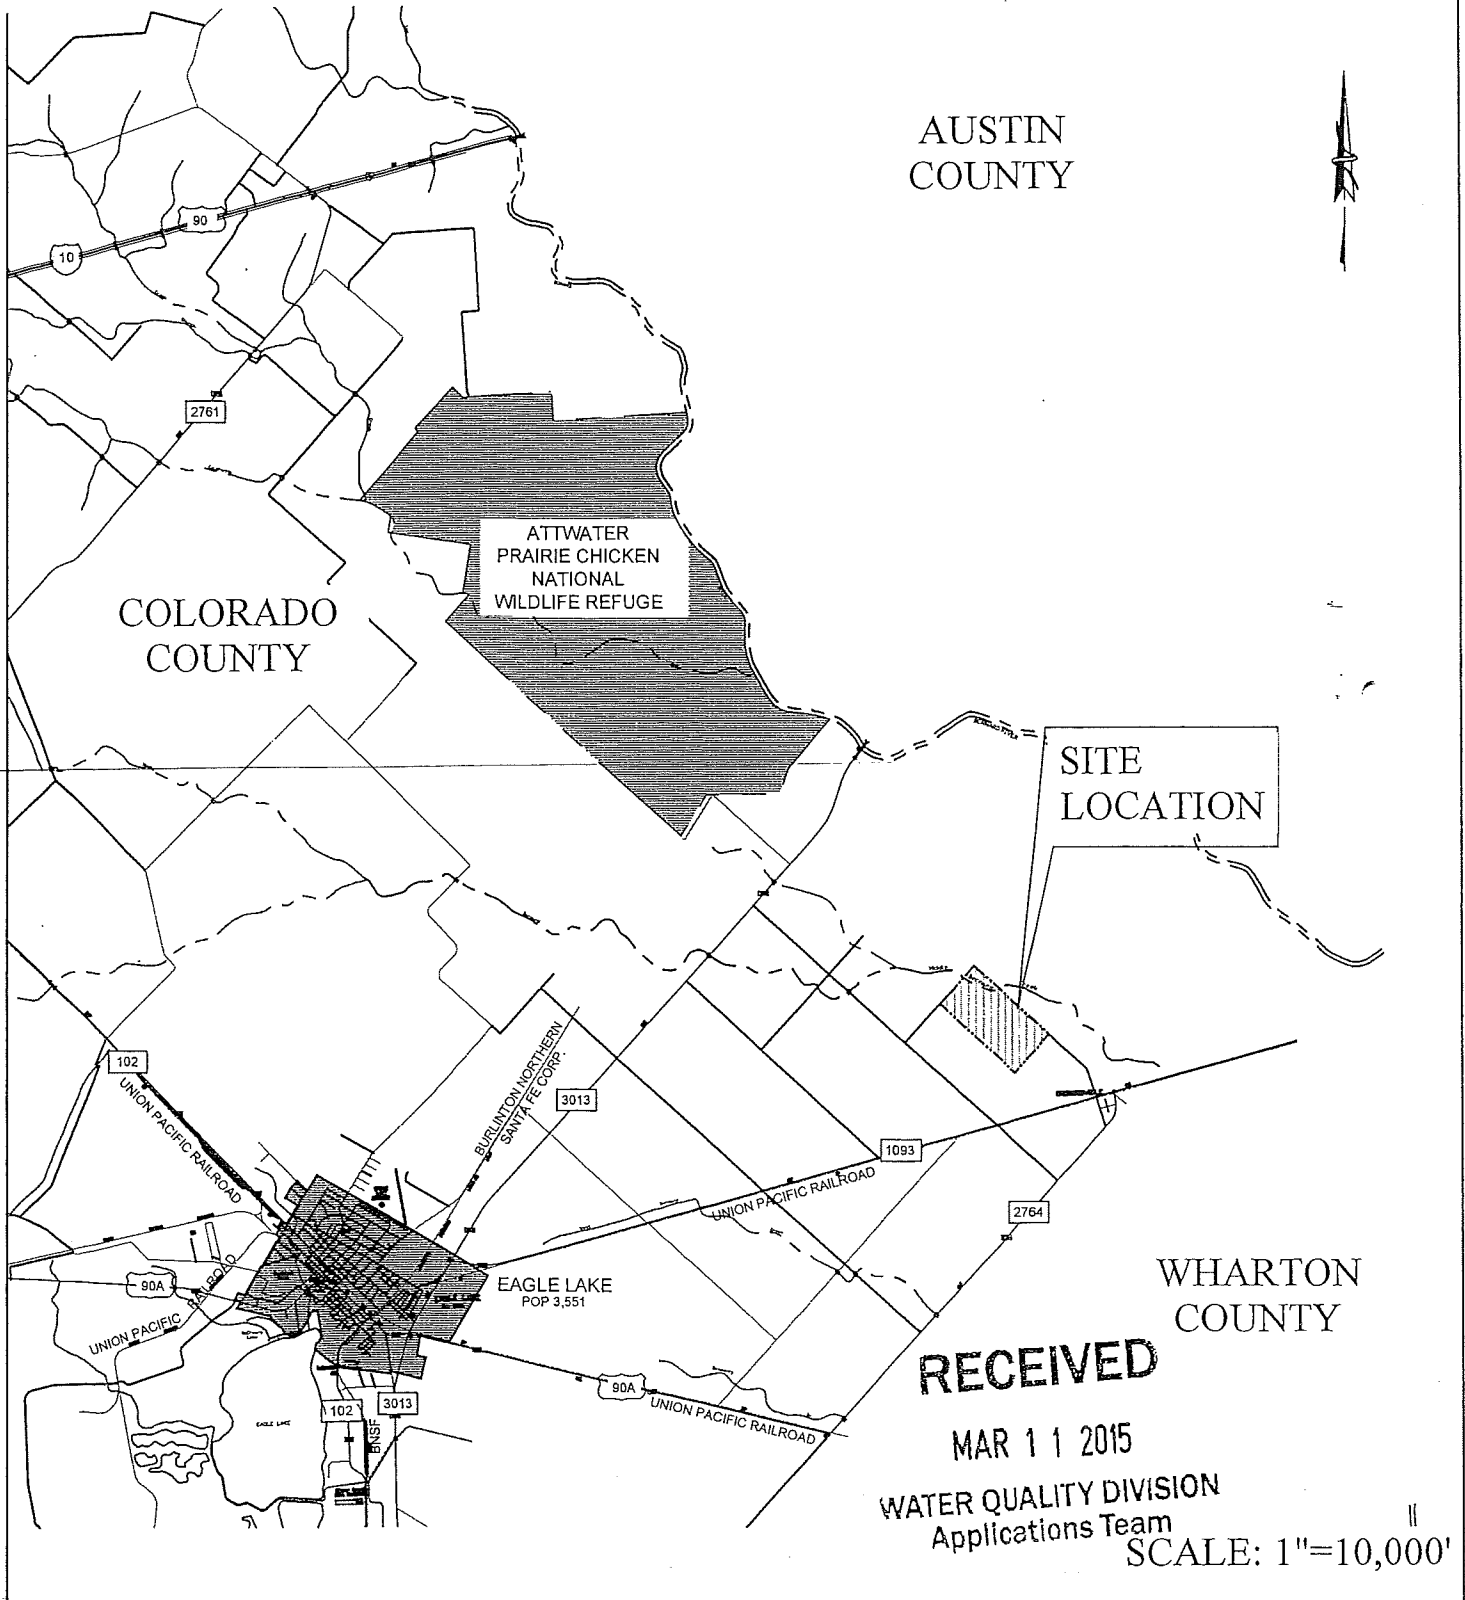 AUSTIN
COUNTY
90
10
2761
ATTWATER
PRAIRIE CHICKEN
NATIONAL
WILDLIFE REFUGE
COLORADO
COUNTY
SITE
LOCATION
102
UNION PACIFIC RAILROAD
BURLINTON NORTHERN
SANTA FE CORP.
3013
1093
UNION PACIFIC RAILROAD
2764
90A
UNION PACIFIC
RAILROAD
EAGLE LAKE
POP 3,551
WHARTON
COUNTY
90A
UNION PACIFIC RAILROAD
EAGLE LAKE
102
3013
BNSF
RECEIVED
MAR 1 1 2015
WATER QUALITY DIVISION
Applications Team
SCALE: 1"=10,000'